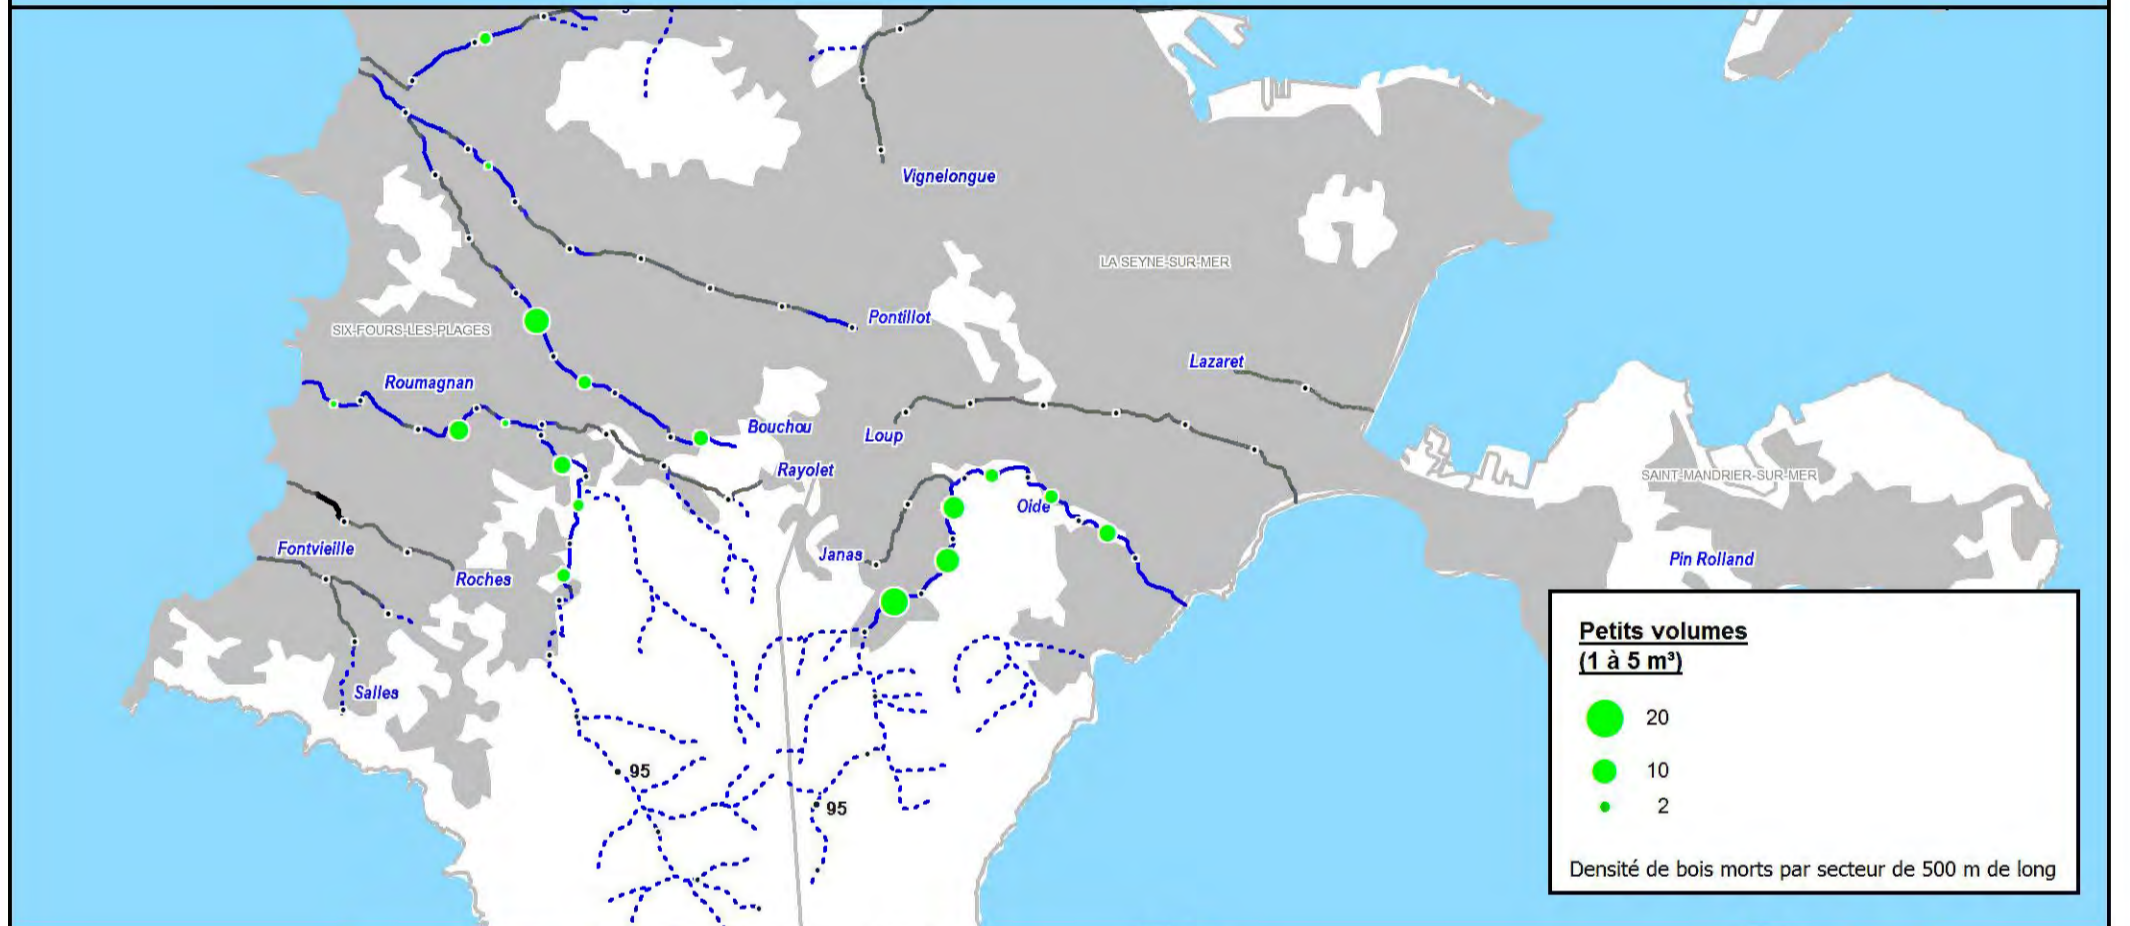 Vignelongue
LA SEYNE-SUR-MER
Pontillot
SIX-FOURS-LES-PLAGES
Lazaret
Roumagnan
Bouchou
Loup
Rayolet
SAINT-MANDRIER-SUR-MER
Oide
Fontvieille
Janas
Pin Rolland
Roches
Salles
95
95
Petits volumes
(1 à 5 m³)
20
10
2
Densité de bois morts par secteur de 500 m de long